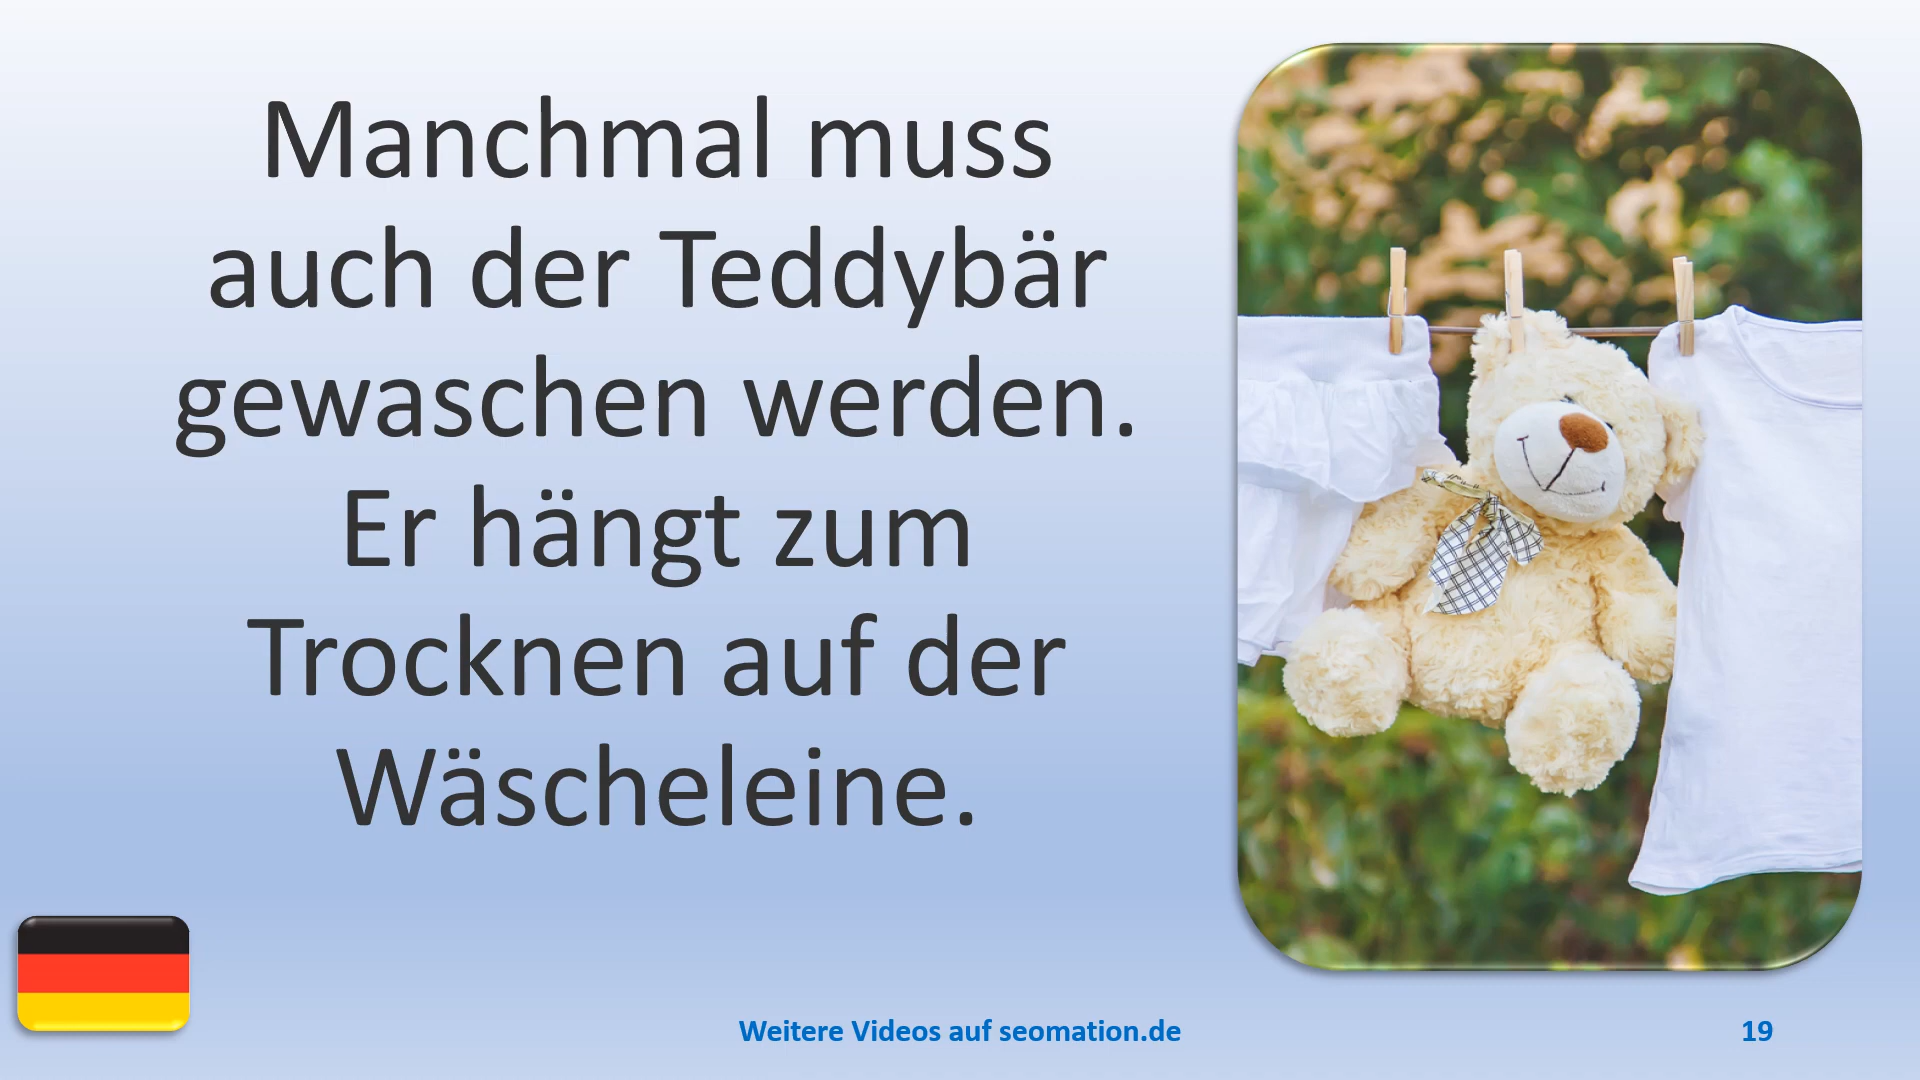 Manchmal muss
auch der Teddybär
gewaschen werden.
Er hängt zum
Trocknen auf der
Wäscheleine.
Weitere Videos auf seomation.de
19